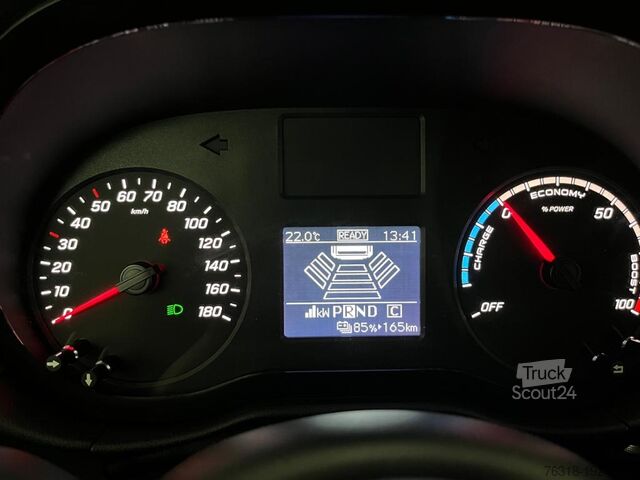 0
10
20
30
40
50
60
70
80
100
120
140
160
180
km/h
22.0°C READY 13:41
kW PRND C
85% 165km
OFF
CHARGE
0
ECONOMY
% POWER
50
BOOST
100
Truck
Scout24